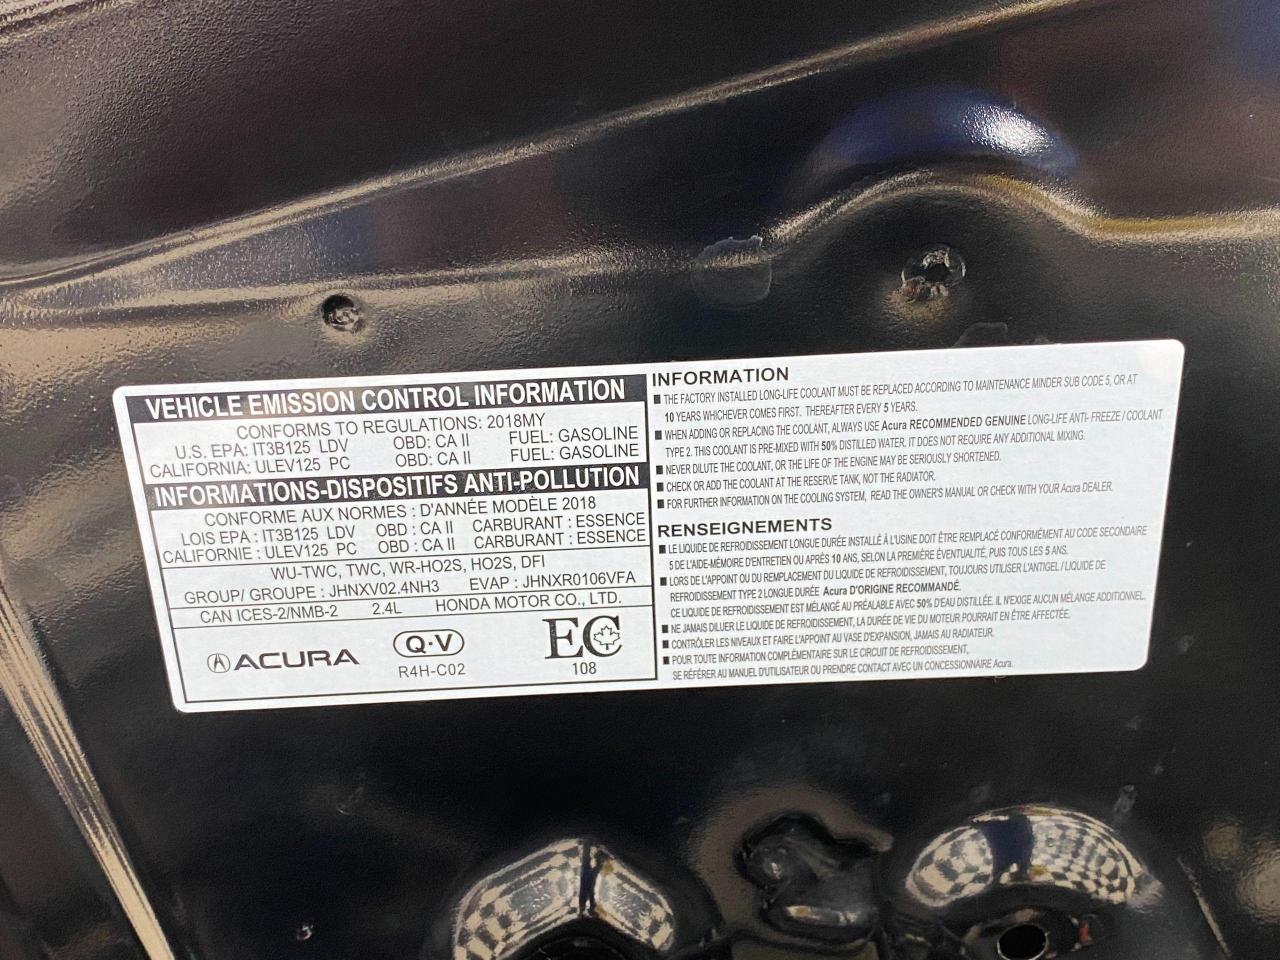 VEHICLE EMISSION CONTROL INFORMATION
CONFORMS TO REGULATIONS: 2018MY
U.S. EPA: IT3B125 LDV OBD: CA II FUEL: GASOLINE
CALIFORNIA: ULEV125 PC OBD: CA II FUEL: GASOLINE
INFORMATIONS-DISPOSITIFS ANTI-POLLUTION
CONFORME AUX NORMES : D'ANNÉE MODÈLE 2018
LOIS EPA : IT3B125 LDV OBD : CA II CARBURANT : ESSENCE
CALIFORNIE : ULEV125 PC OBD : CA II CARBURANT : ESSENCE
WU-TWC, TWC, WR-HO2S, HO2S, DFI
GROUP/ GROUPE : JHNXV02.4NH3 EVAP : JHNXR0106VFA
CAN ICES-2/NMB-2 2.4L HONDA MOTOR CO., LTD.
ACURA
Q·V
R4H-C02
EC
108
INFORMATION
■ THE FACTORY INSTALLED LONG-LIFE COOLANT MUST BE REPLACED ACCORDING TO MAINTENANCE MINDER SUB CODE 5, OR AT
10 YEARS WHICHEVER COMES FIRST. THEREAFTER EVERY 5 YEARS.
■ WHEN ADDING OR REPLACING THE COOLANT, ALWAYS USE Acura RECOMMENDED GENUINE LONG-LIFE ANTI- FREEZE / COOLANT
TYPE 2. THIS COOLANT IS PRE-MIXED WITH 50% DISTILLED WATER. IT DOES NOT REQUIRE ANY ADDITIONAL MIXING.
■ NEVER DILUTE THE COOLANT, OR THE LIFE OF THE ENGINE MAY BE SERIOUSLY SHORTENED.
■ CHECK OR ADD THE COOLANT AT THE RESERVE TANK, NOT THE RADIATOR.
■ FOR FURTHER INFORMATION ON THE COOLING SYSTEM, READ THE OWNER'S MANUAL OR CHECK WITH YOUR Acura DEALER.
RENSEIGNEMENTS
■ LE LIQUIDE DE REFROIDISSEMENT LONGUE DURÉE INSTALLÉ À L'USINE DOIT ÊTRE REMPLACÉ CONFORMÉMENT AU CODE SECONDAIRE
5 DE L'AIDE-MÉMOIRE D'ENTRETIEN OU APRÈS 10 ANS, SELON LA PREMIÈRE ÉVENTUALITÉ, PUIS TOUS LES 5 ANS.
■ LORS DE L'APPOINT OU DU REMPLACEMENT DU LIQUIDE DE REFROIDISSEMENT, TOUJOURS UTILISER L'ANTIGEL / LIQUIDE DE
REFROIDISSEMENT TYPE 2 LONGUE DURÉE Acura D'ORIGINE RECOMMANDÉ.
CE LIQUIDE DE REFROIDISSEMENT EST MÉLANGÉ AU PRÉALABLE AVEC 50% D'EAU DISTILLÉE. IL N'EXIGE AUCUN MÉLANGE ADDITIONNEL.
■ NE JAMAIS DILUER LE LIQUIDE DE REFROIDISSEMENT, LA DURÉE DE VIE DU MOTEUR POURRAIT EN ÊTRE AFFECTÉE.
■ CONTRÔLER LES NIVEAUX ET FAIRE L'APPOINT AU VASE D'EXPANSION, JAMAIS AU RADIATEUR.
■ POUR TOUTE INFORMATION COMPLÉMENTAIRE SUR LE CIRCUIT DE REFROIDISSEMENT,
SE RÉFÉRER AU MANUEL D'UTILISATEUR OU PRENDRE CONTACT AVEC UN CONCESSIONNAIRE Acura.